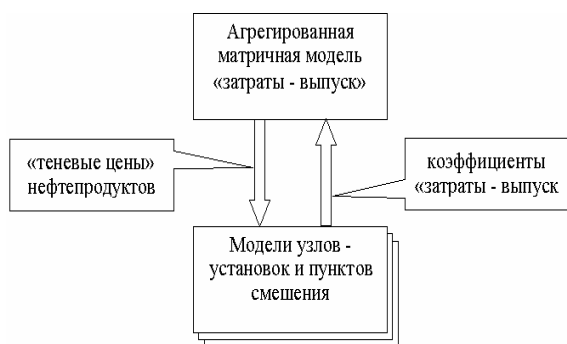 Агрегированная
матричная модель
«затраты - выпуск»
«теневые цены»
нефтепродуктов
коэффициенты
«затраты - выпуск
Модели узлов -
установок и пунктов
смешения